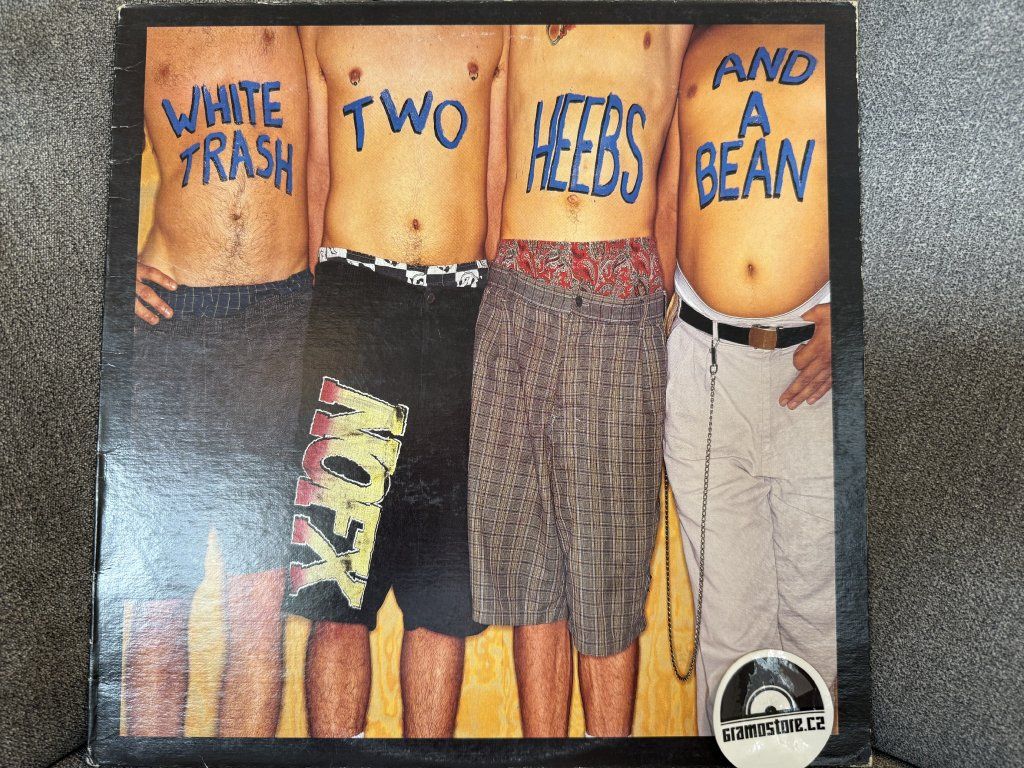 WHITE
TRASH
TWO
HEEBS
AND
A
BEAN
NOFX
Gramostore.cz